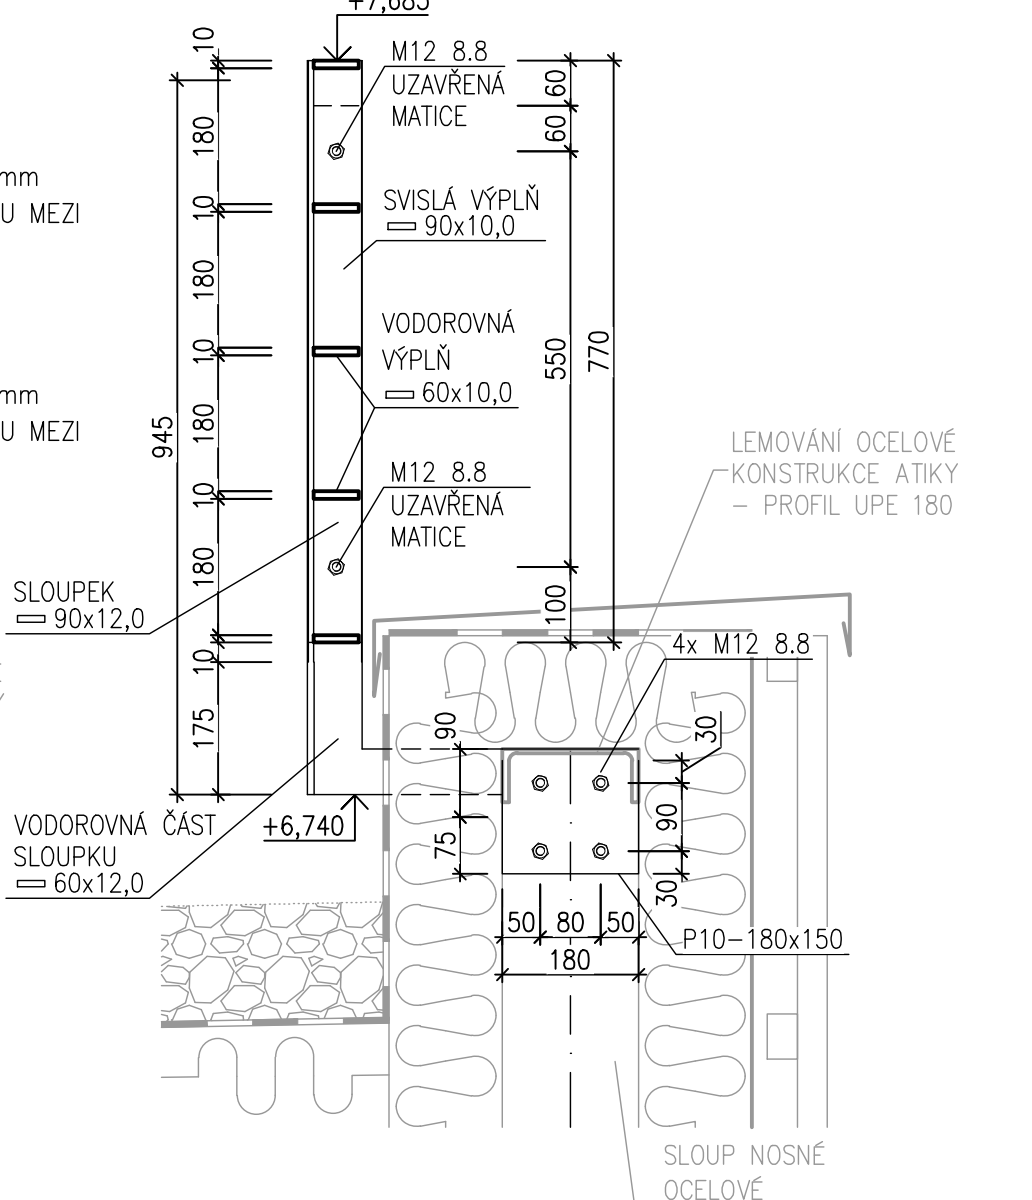 +7,685
M12 8.8
UZAVŘENÁ
MATICE
10
180
10
180
10
180
10
180
10
175
945
mm
U MEZI
mm
U MEZI
SVISLÁ VÝPLŇ
90x10,0
VODOROVNÁ
VÝPLŇ
60x10,0
M12 8.8
UZAVŘENÁ
MATICE
60
60
550
770
100
LEMOVÁNÍ OCELOVÉ
KONSTRUKCE ATIKY
– PROFIL UPE 180
SLOUPEK
90x12,0
4x M12 8.8
90
75
30
90
30
VODOROVNÁ ČÁST
SLOUPKU
60x12,0
+6,740
50 80 50
180
P10–180x150
SLOUP NOSNÉ
OCELOVÉ